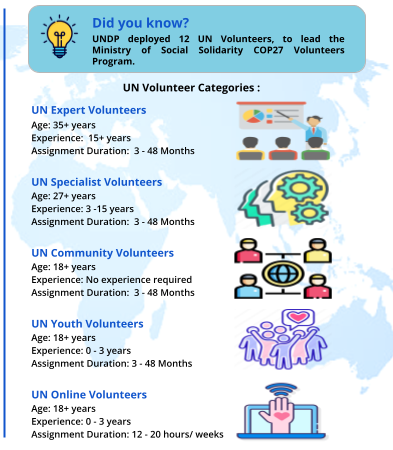 Did you know?
UNDP deployed 12 UN Volunteers, to lead the
Ministry of Social Solidarity COP27 Volunteers
Program.
UN Volunteer Categories :
UN Expert Volunteers
Age: 35+ years
Experience: 15+ years
Assignment Duration: 3 - 48 Months
UN Specialist Volunteers
Age: 27+ years
Experience: 3 -15 years
Assignment Duration: 3 - 48 Months
UN Community Volunteers
Age: 18+ years
Experience: No experience required
Assignment Duration: 3 - 48 Months
UN Youth Volunteers
Age: 18+ years
Experience: 0 - 3 years
Assignment Duration: 3 - 48 Months
UN Online Volunteers
Age: 18+ years
Experience: 0 - 3 years
Assignment Duration: 12 - 20 hours/ weeks